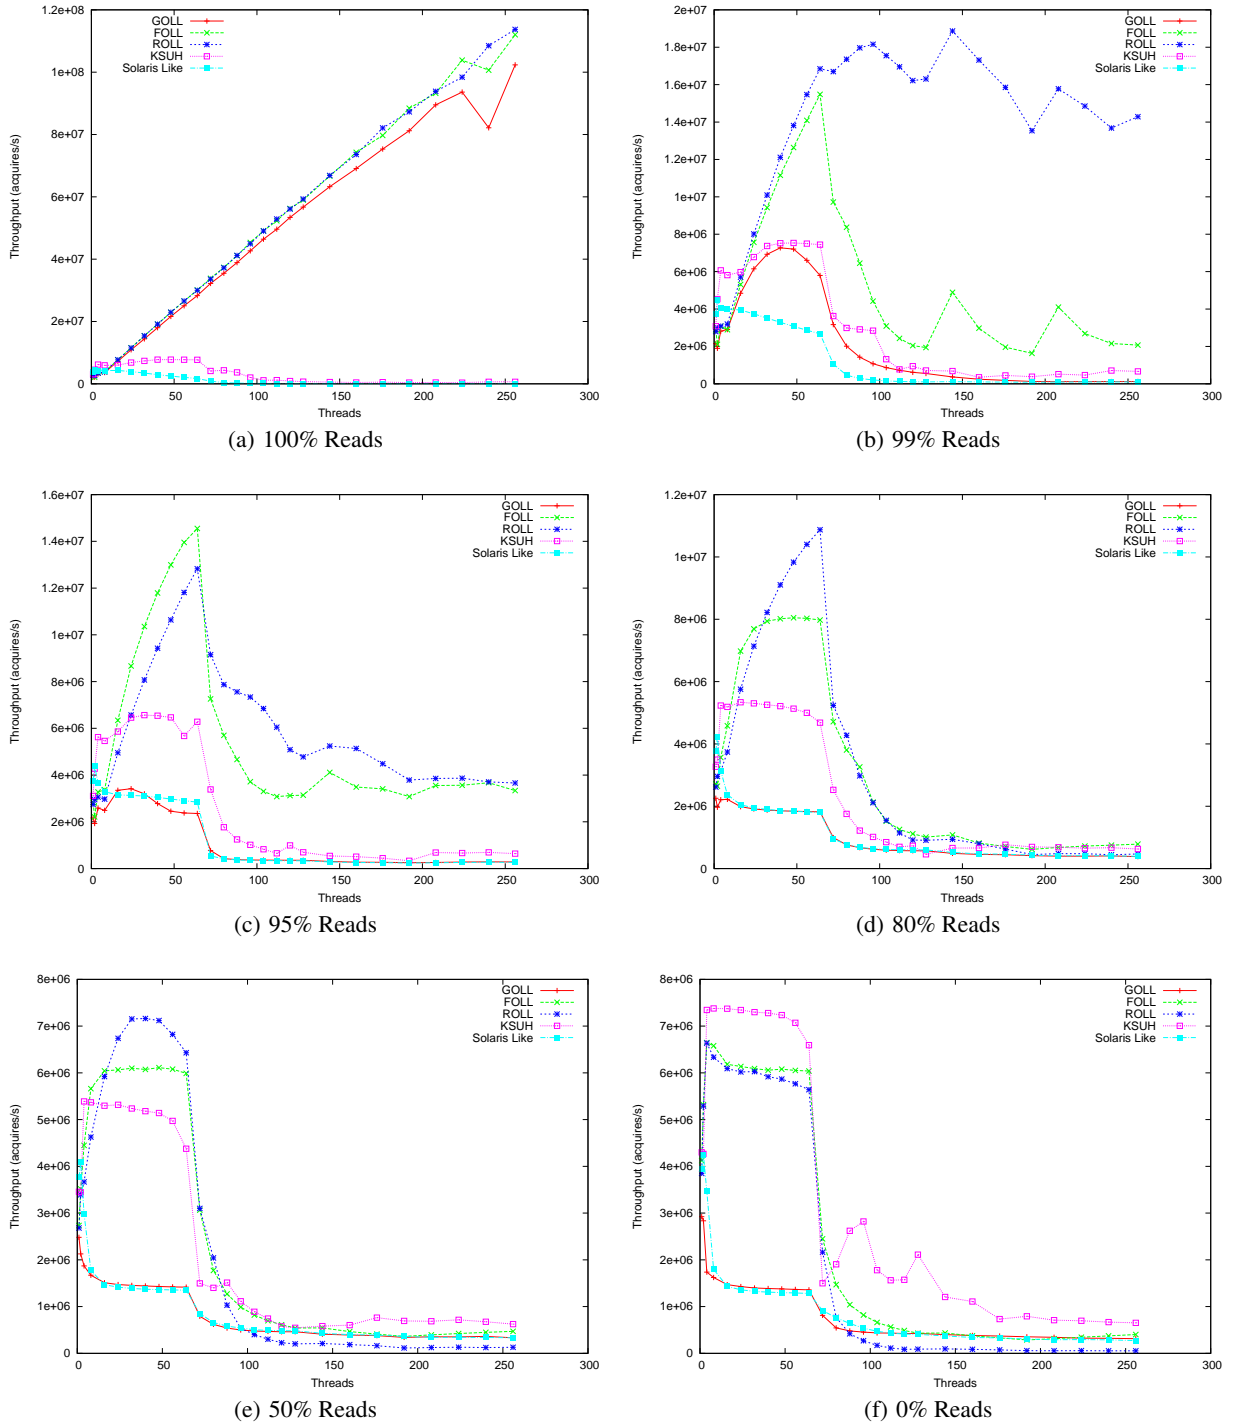 1.2e+08
1e+08
8e+07
6e+07
4e+07
2e+07
0
Throughput (acquires/s)
GOLL
FOLL
ROLL
KSUH
Solaris Like
0 50 100 150 200 250 300
Threads
(a) 100% Reads
2e+07
1.8e+07
1.6e+07
1.4e+07
1.2e+07
1e+07
8e+06
6e+06
4e+06
2e+06
0
Throughput (acquires/s)
GOLL
FOLL
ROLL
KSUH
Solaris Like
0 50 100 150 200 250 300
Threads
(b) 99% Reads
1.6e+07
1.4e+07
1.2e+07
1e+07
8e+06
6e+06
4e+06
2e+06
0
Throughput (acquires/s)
GOLL
FOLL
ROLL
KSUH
Solaris Like
0 50 100 150 200 250 300
Threads
(c) 95% Reads
1.2e+07
1e+07
8e+06
6e+06
4e+06
2e+06
0
Throughput (acquires/s)
GOLL
FOLL
ROLL
KSUH
Solaris Like
0 50 100 150 200 250 300
Threads
(d) 80% Reads
8e+06
7e+06
6e+06
5e+06
4e+06
3e+06
2e+06
1e+06
0
Throughput (acquires/s)
GOLL
FOLL
ROLL
KSUH
Solaris Like
0 50 100 150 200 250 300
Threads
(e) 50% Reads
8e+06
7e+06
6e+06
5e+06
4e+06
3e+06
2e+06
1e+06
0
Throughput (acquires/s)
GOLL
FOLL
ROLL
KSUH
Solaris Like
0 50 100 150 200 250 300
Threads
(f) 0% Reads